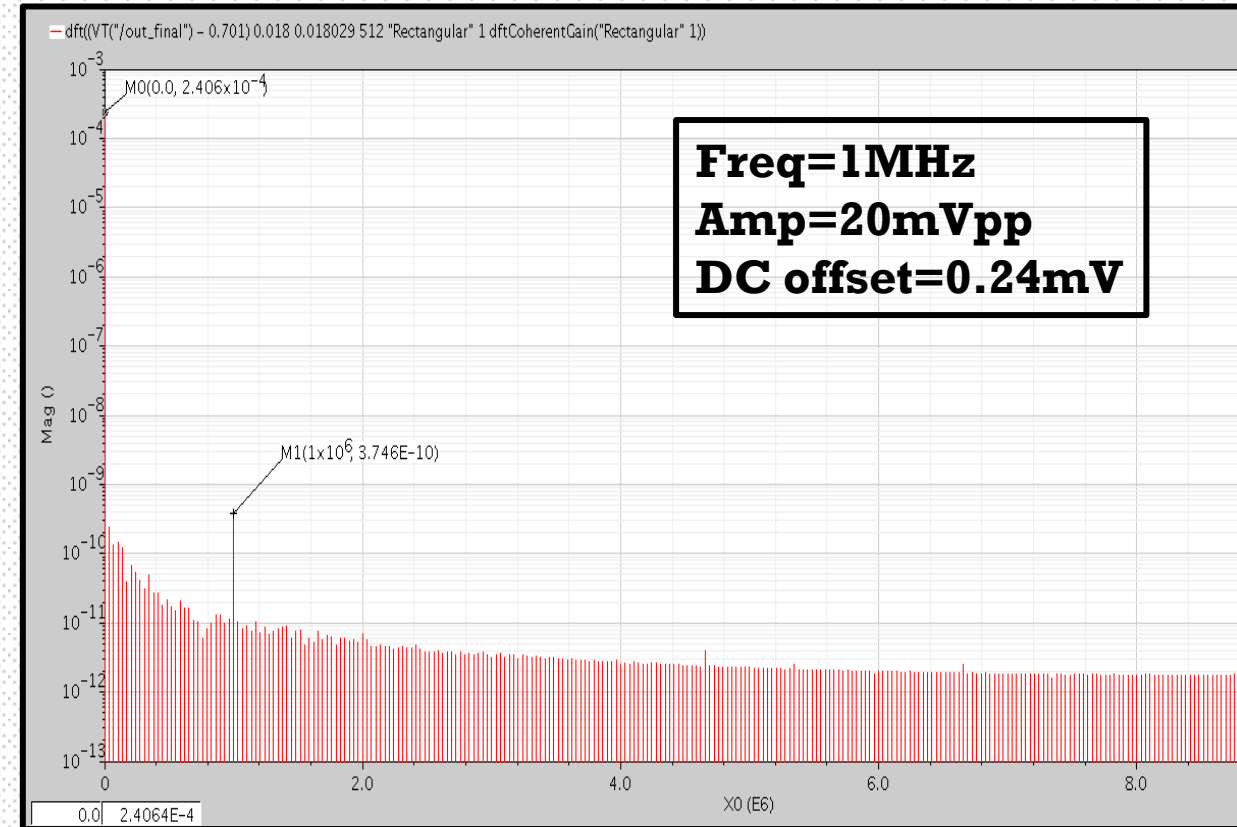 dft((VT("/out_final") – 0.701) 0.018 0.018029 512 "Rectangular" 1 dftCoherentGain("Rectangular" 1))
10⁻³
M0(0.0, 2.406x10⁻⁴)
10⁻⁴
10⁻⁵
10⁻⁶
10⁻⁷
10⁻⁸
10⁻⁹
10⁻¹⁰
10⁻¹¹
10⁻¹²
10⁻¹³
Mag ()
Freq=1MHz
Amp=20mVpp
DC offset=0.24mV
M1(1x10⁶, 3.746E–10)
0 2.0 4.0 6.0 8.0
X0 (E6)
0.0 2.4064E–4